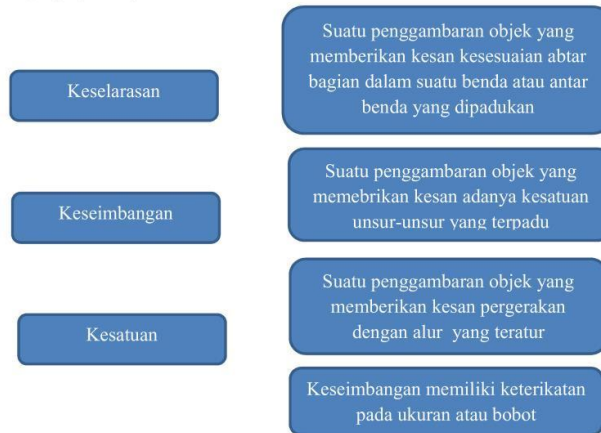 Keselarasan
Suatu penggambaran objek yang
memberikan kesan kesesuaian abtar
bagian dalam suatu benda atau antar
benda yang dipadukan
Keseimbangan
Suatu penggambaran objek yang
memebrikan kesan adanya kesatuan
unsur-unsur yang terpadu
Kesatuan
Suatu penggambaran objek yang
memberikan kesan pergerakan
dengan alur yang teratur
Keseimbangan memiliki keterikatan
pada ukuran atau bobot